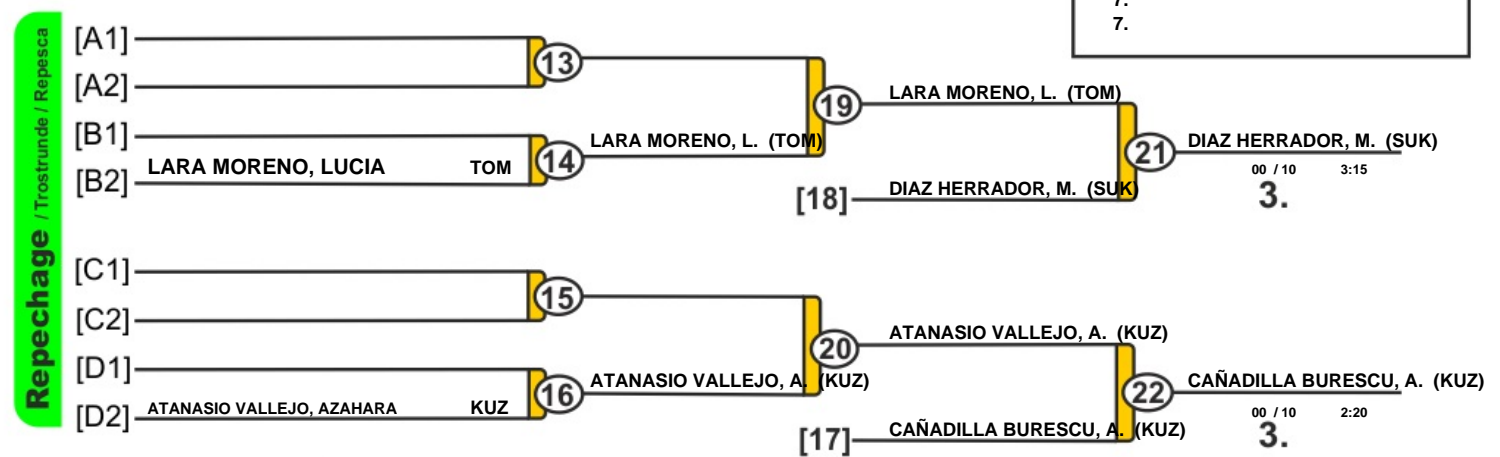 7.
7.
Repechage / Trostrunde / Repesca
[A1]
13
[A2]
19
LARA MORENO, L. (TOM)
[B1]
14
LARA MORENO, L. (TOM)
21
DIAZ HERRADOR, M. (SUK)
[B2]
LARA MORENO, LUCIA TOM
00 / 10 3:15
[18]
DIAZ HERRADOR, M. (SUK)
3.
[C1]
15
[C2]
20
ATANASIO VALLEJO, A. (KUZ)
[D1]
16
ATANASIO VALLEJO, A. (KUZ)
22
CAÑADILLA BURESCU, A. (KUZ)
[D2]
ATANASIO VALLEJO, AZAHARA KUZ
00 / 10 2:20
[17]
CAÑADILLA BURESCU, A. (KUZ)
3.